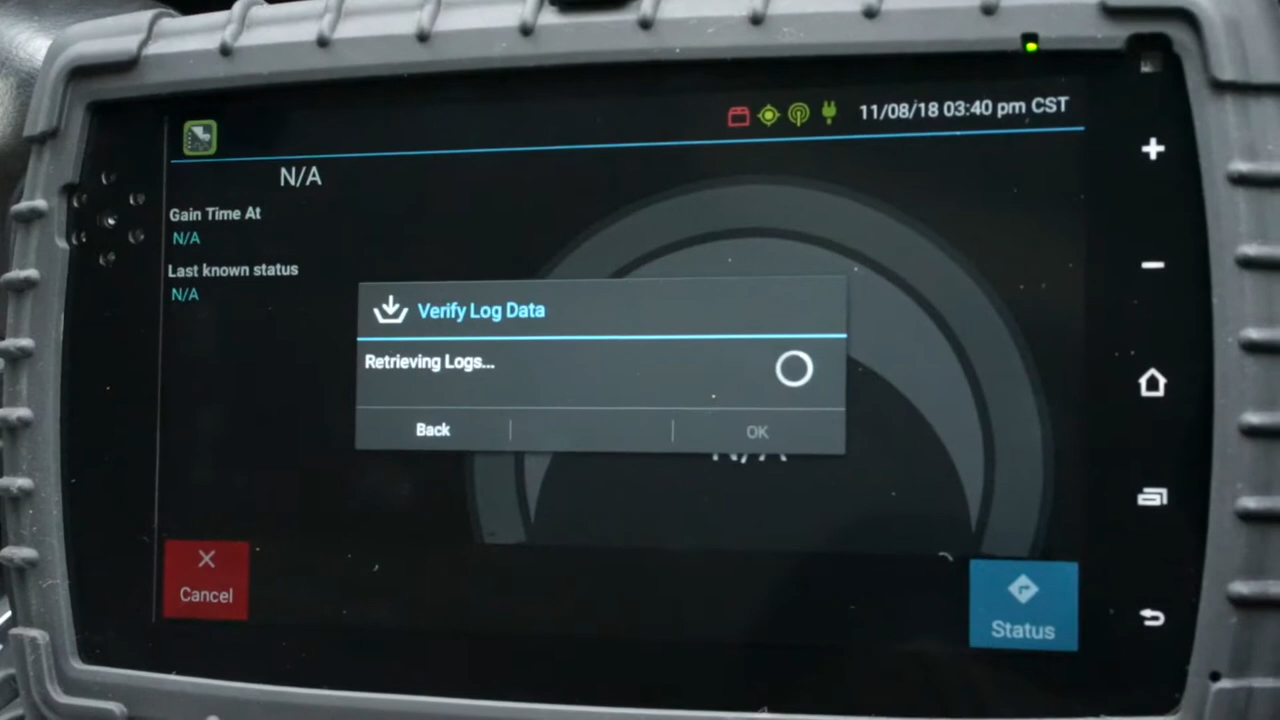 11/08/18 03:40 pm CST
N/A
Gain Time At
N/A
Last known status
N/A
Verify Log Data
Retrieving Logs...
Back
OK
N/A
Cancel
Status